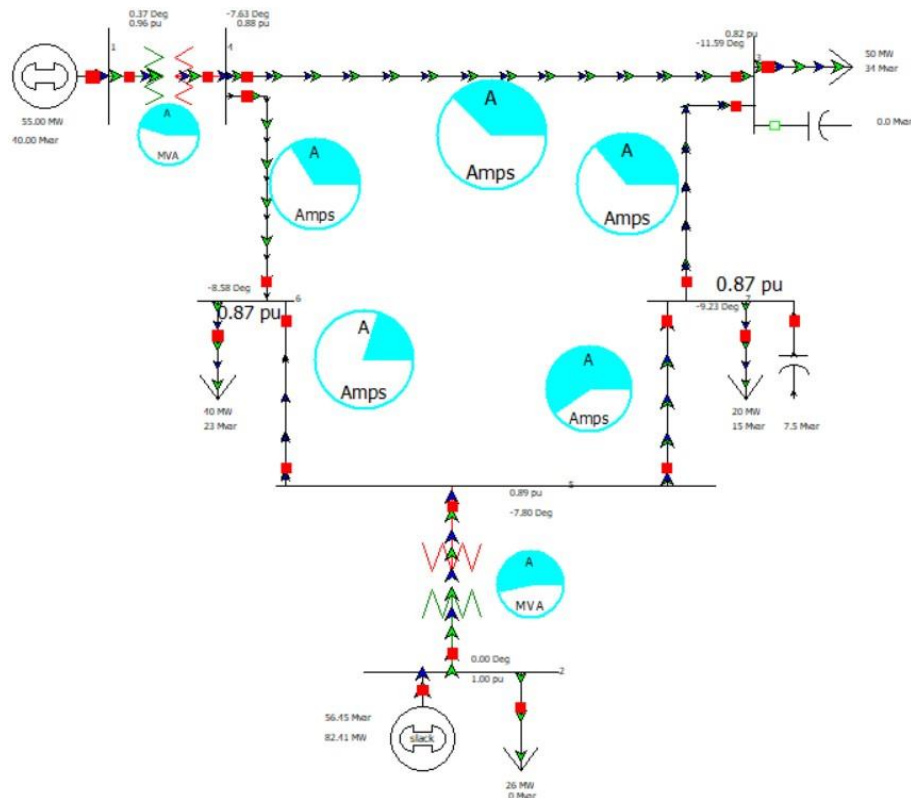 0.37 Deg
0.96 pu
-7.63 Deg
0.88 pu
0.82 pu
-11.59 Deg
1
4
3
50 MW
34 Mvar
0.0 Mvar
55.00 MW
40.00 Mvar
A
MVA
A
Amps
A
Amps
A
Amps
-8.58 Deg
6
0.87 pu
0.87 pu
-9.23 Deg
7
A
Amps
A
Amps
40 MW
23 Mvar
20 MW
15 Mvar
7.5 Mvar
0.89 pu
5
-7.80 Deg
A
MVA
0.00 Deg
1.00 pu
2
56.45 Mvar
82.41 MW
slack
26 MW
0 Mvar